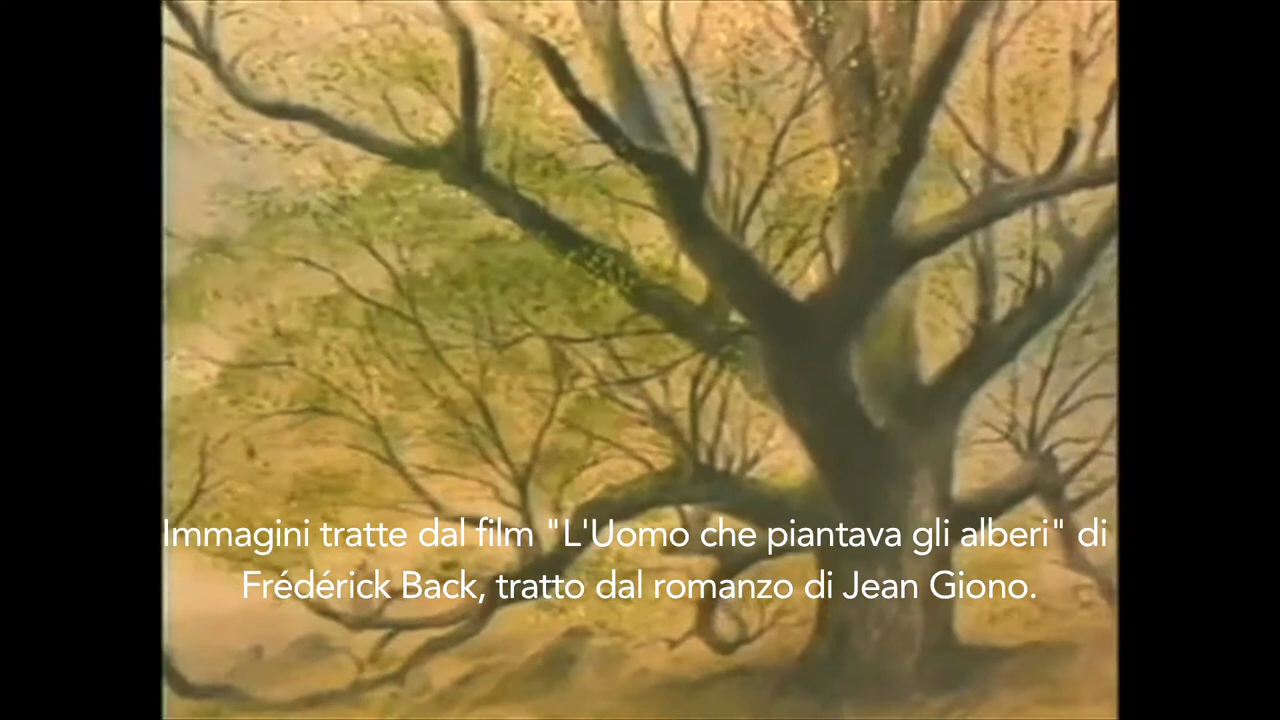 Immagini tratte dal film "L'Uomo che piantava gli alberi" di
Frédérick Back, tratto dal romanzo di Jean Giono.